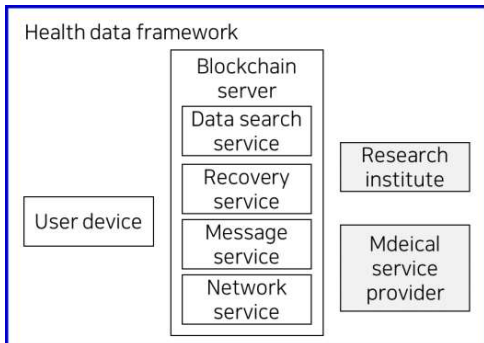 Health data framework
Blockchain
server
Data search
service
Recovery
service
Message
service
Network
service
User device
Research
institute
Mdeical
service
provider